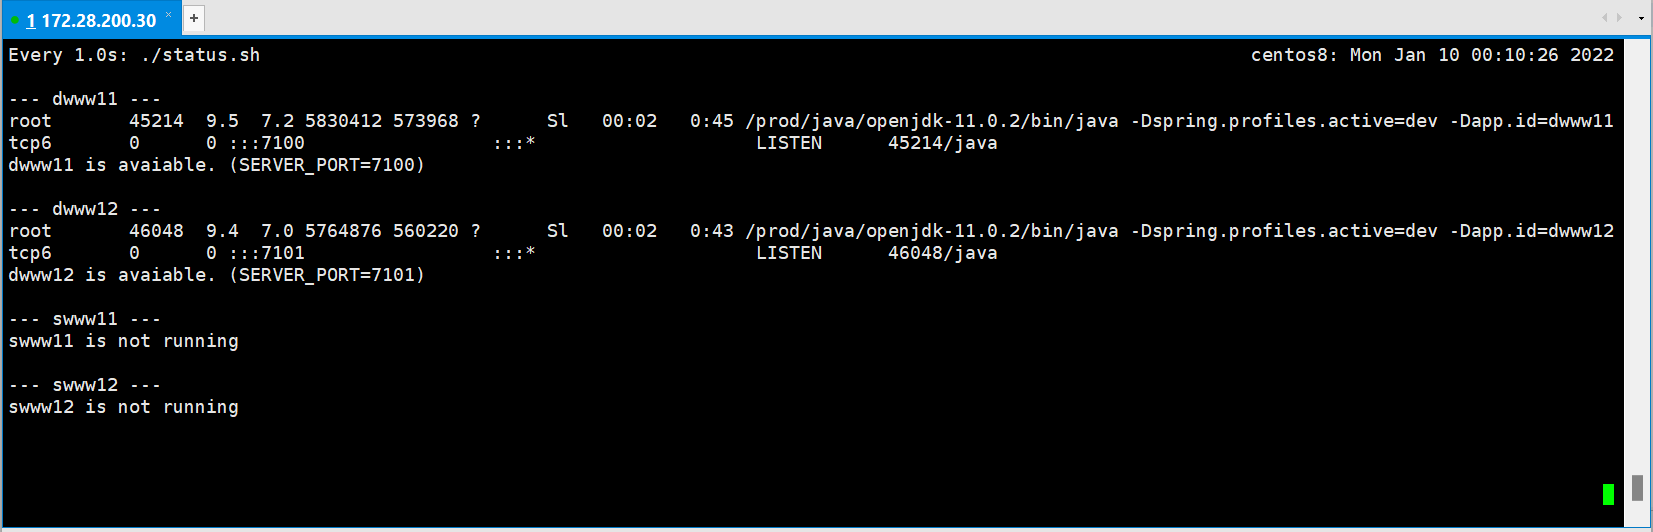 1 172.28.200.30 × +
Every 1.0s: ./status.sh centos8: Mon Jan 10 00:10:26 2022
--- dwww11 ---
root 45214 9.5 7.2 5830412 573968 ? Sl 00:02 0:45 /prod/java/openjdk-11.0.2/bin/java -Dspring.profiles.active=dev -Dapp.id=dwww11
tcp6 0 0 :::7100 :::* LISTEN 45214/java
dwww11 is avaiable. (SERVER_PORT=7100)
--- dwww12 ---
root 46048 9.4 7.0 5764876 560220 ? Sl 00:02 0:43 /prod/java/openjdk-11.0.2/bin/java -Dspring.profiles.active=dev -Dapp.id=dwww12
tcp6 0 0 :::7101 :::* LISTEN 46048/java
dwww12 is avaiable. (SERVER_PORT=7101)
--- swww11 ---
swww11 is not running
--- swww12 ---
swww12 is not running